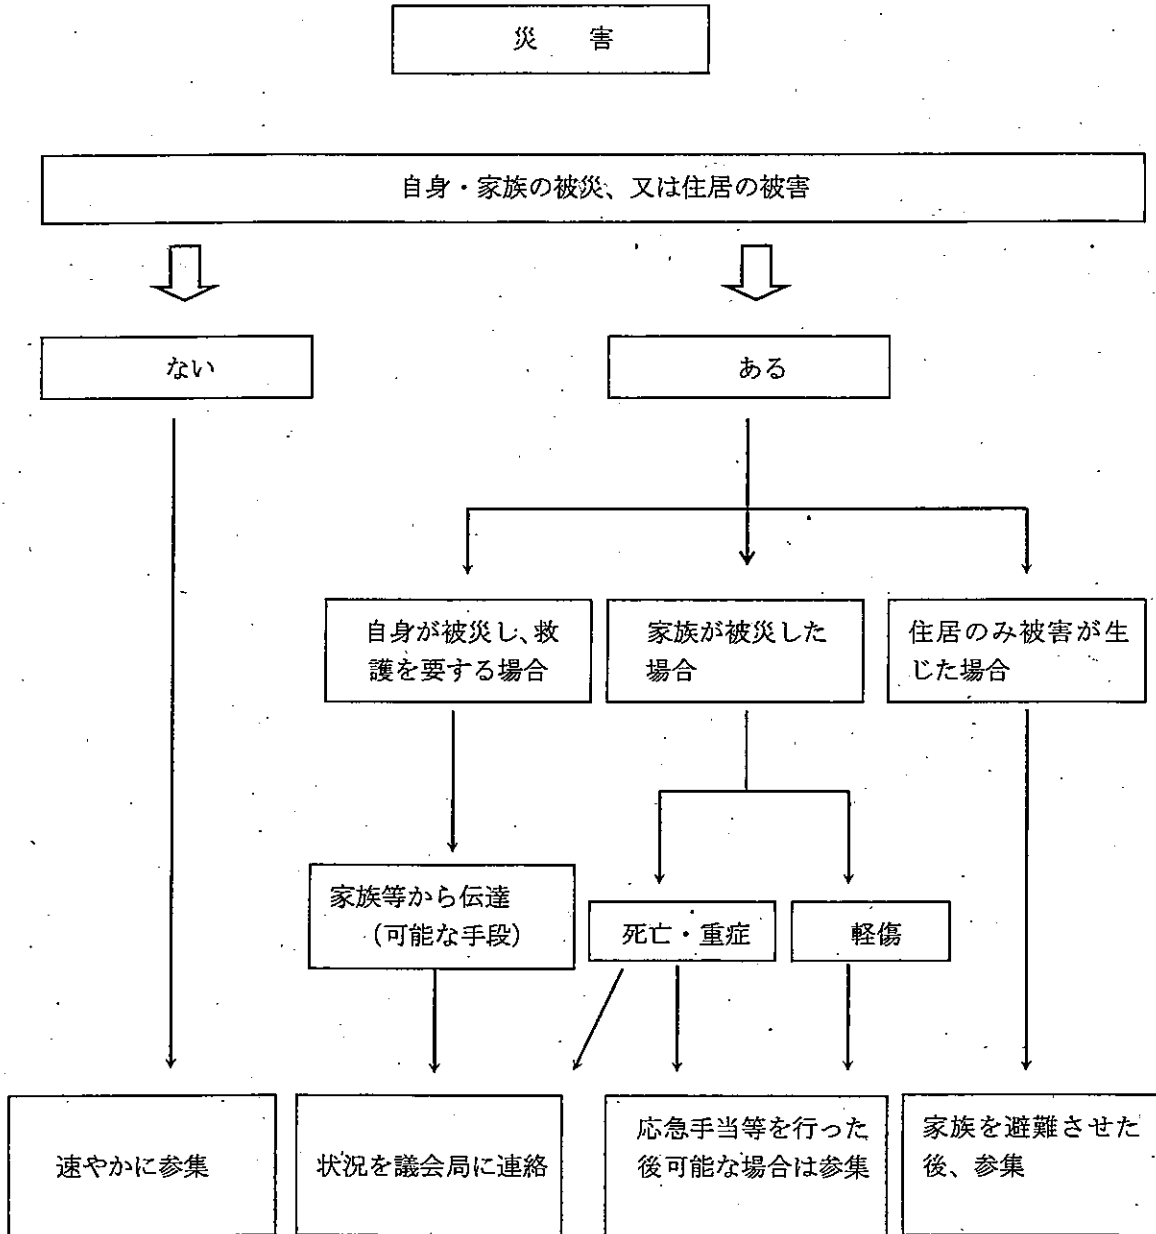 災　害
自身・家族の被災、又は住居の被害
ない
ある
自身が被災し、救
護を要する場合
家族が被災した
場合
住居のみ被害が生
じた場合
家族等から伝達
（可能な手段）
死亡・重症
軽傷
速やかに参集
状況を議会局に連絡
応急手当等を行った
後可能な場合は参集
家族を避難させた
後、参集